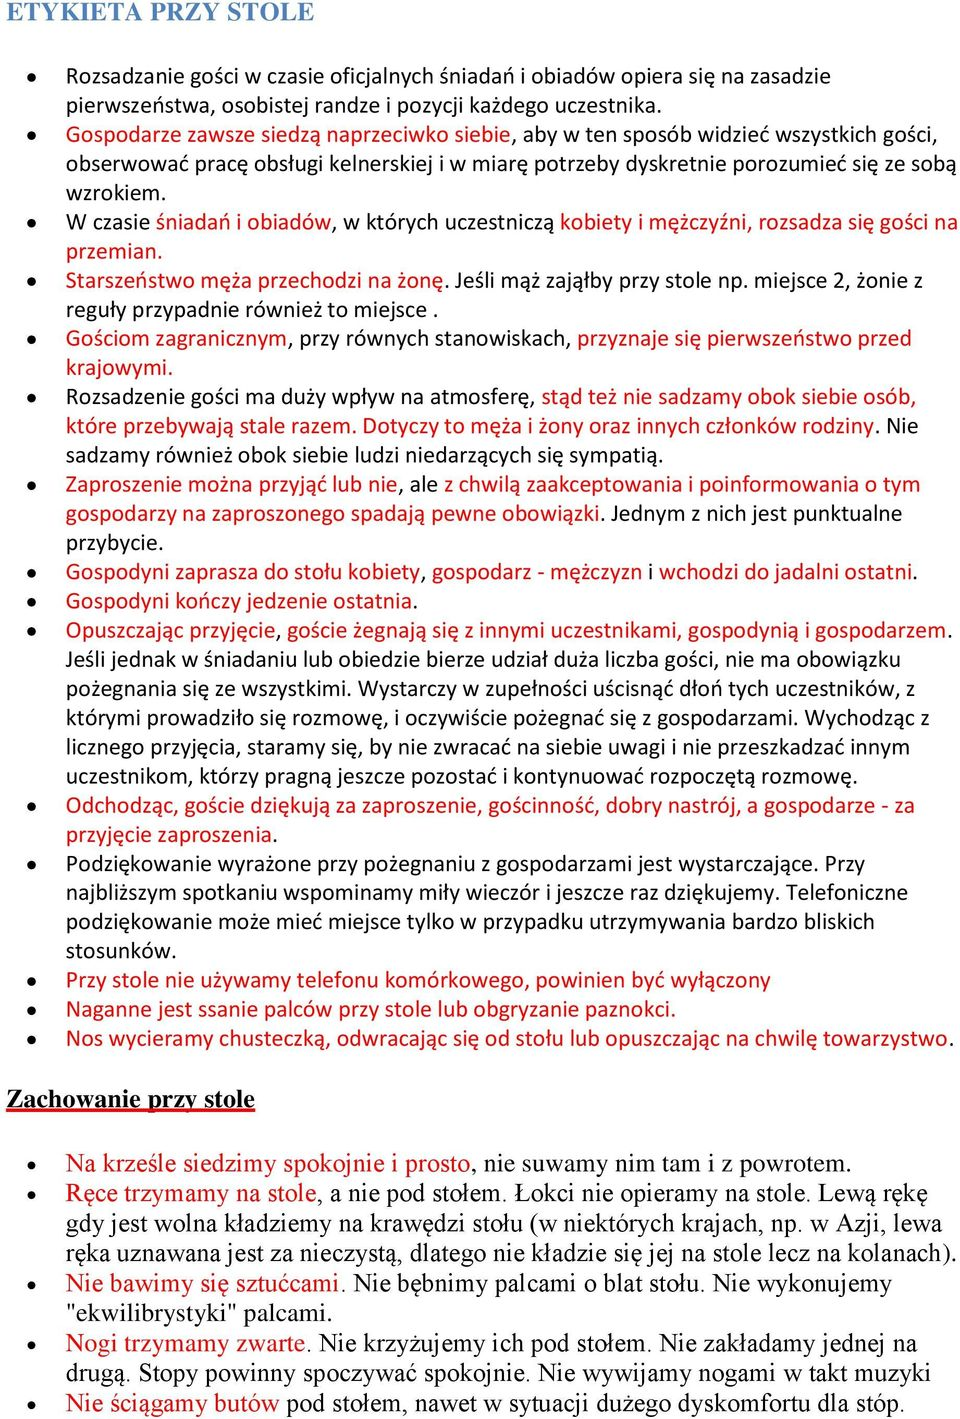 ETYKIETA PRZY STOLE
• Rozsadzanie gości w czasie oficjalnych śniadań i obiadów opiera się na zasadzie
pierwszeństwa, osobistej randze i pozycji każdego uczestnika.
• Gospodarze zawsze siedzą naprzeciwko siebie, aby w ten sposób widzieć wszystkich gości,
obserwować pracę obsługi kelnerskiej i w miarę potrzeby dyskretnie porozumieć się ze sobą
wzrokiem.
• W czasie śniadań i obiadów, w których uczestniczą kobiety i mężczyźni, rozsadza się gości na
przemian.
• Starszeństwo męża przechodzi na żonę. Jeśli mąż zająłby przy stole np. miejsce 2, żonie z
reguły przypadnie również to miejsce .
• Gościom zagranicznym, przy równych stanowiskach, przyznaje się pierwszeństwo przed
krajowymi.
• Rozsadzenie gości ma duży wpływ na atmosferę, stąd też nie sadzamy obok siebie osób,
które przebywają stale razem. Dotyczy to męża i żony oraz innych członków rodziny. Nie
sadzamy również obok siebie ludzi niedarzących się sympatią.
• Zaproszenie można przyjąć lub nie, ale z chwilą zaakceptowania i poinformowania o tym
gospodarzy na zaproszonego spadają pewne obowiązki. Jednym z nich jest punktualne
przybycie.
• Gospodyni zaprasza do stołu kobiety, gospodarz - mężczyzn i wchodzi do jadalni ostatni.
• Gospodyni kończy jedzenie ostatnia.
• Opuszczając przyjęcie, goście żegnają się z innymi uczestnikami, gospodynią i gospodarzem.
Jeśli jednak w śniadaniu lub obiedzie bierze udział duża liczba gości, nie ma obowiązku
pożegnania się ze wszystkimi. Wystarczy w zupełności uścisnąć dłoń tych uczestników, z
którymi prowadziło się rozmowę, i oczywiście pożegnać się z gospodarzami. Wychodząc z
licznego przyjęcia, staramy się, by nie zwracać na siebie uwagi i nie przeszkadzać innym
uczestnikom, którzy pragną jeszcze pozostać i kontynuować rozpoczętą rozmowę.
• Odchodząc, goście dziękują za zaproszenie, gościnność, dobry nastrój, a gospodarze - za
przyjęcie zaproszenia.
• Podziękowanie wyrażone przy pożegnaniu z gospodarzami jest wystarczające. Przy
najbliższym spotkaniu wspominamy miły wieczór i jeszcze raz dziękujemy. Telefoniczne
podziękowanie może mieć miejsce tylko w przypadku utrzymywania bardzo bliskich
stosunków.
• Przy stole nie używamy telefonu komórkowego, powinien być wyłączony
• Naganne jest ssanie palców przy stole lub obgryzanie paznokci.
• Nos wycieramy chusteczką, odwracając się od stołu lub opuszczając na chwilę towarzystwo.
Zachowanie przy stole
• Na krześle siedzimy spokojnie i prosto, nie suwamy nim tam i z powrotem.
• Ręce trzymamy na stole, a nie pod stołem. Łokci nie opieramy na stole. Lewą rękę
gdy jest wolna kładziemy na krawędzi stołu (w niektórych krajach, np. w Azji, lewa
ręka uznawana jest za nieczystą, dlatego nie kładzie się jej na stole lecz na kolanach).
• Nie bawimy się sztućcami. Nie bębnimy palcami o blat stołu. Nie wykonujemy
"ekwilibrystyki" palcami.
• Nogi trzymamy zwarte. Nie krzyżujemy ich pod stołem. Nie zakładamy jednej na
drugą. Stopy powinny spoczywać spokojnie. Nie wywijamy nogami w takt muzyki
• Nie ściągamy butów pod stołem, nawet w sytuacji dużego dyskomfortu dla stóp.